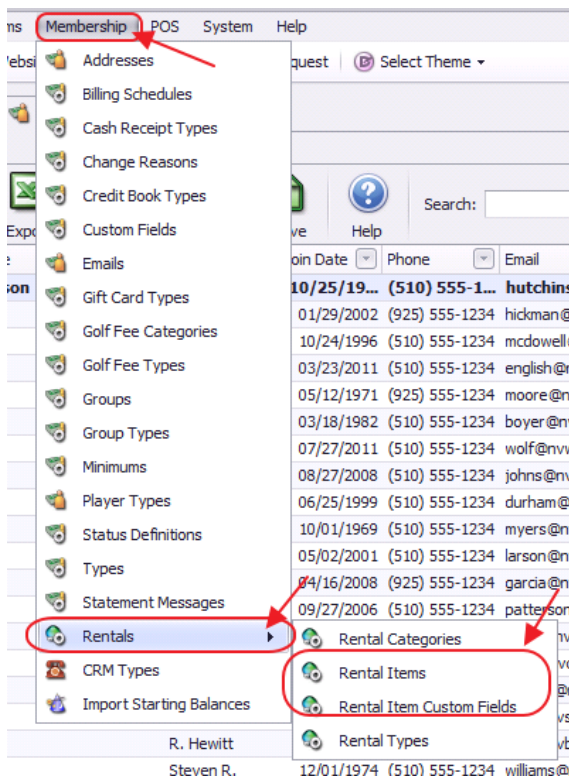 ms Membership POS System Help
Websi Addresses quest Select Theme
Billing Schedules
Cash Receipt Types
Change Reasons
Credit Book Types Search:
Expo Custom Fields ve Help
Emails oin Date Phone Email
son Gift Card Types 10/25/19... (510) 555-1... hutchins
Golf Fee Categories 01/29/2002 (925) 555-1234 hickman@
10/24/1996 (510) 555-1234 mcdowell
Golf Fee Types 03/23/2011 (510) 555-1234 english@n
Groups 05/12/1971 (925) 555-1234 moore@n
Group Types 03/18/1982 (510) 555-1234 boyer@nv
07/27/2011 (510) 555-1234 wolf@nvv
Minimums 08/27/2008 (510) 555-1234 johns@nv
Player Types 06/25/1999 (510) 555-1234 durham@
Status Definitions 10/01/1969 (510) 555-1234 myers@n
Types 05/02/2001 (510) 555-1234 larson@n
04/16/2008 (925) 555-1234 garcia@n
Statement Messages 09/27/2006 (510) 555-1234 patterson
Rentals Rental Categories
CRM Types Rental Items
Import Starting Balances Rental Item Custom Fields
R. Hewitt Rental Types
Steven R. 12/01/1974 (510) 555-1234 williams@